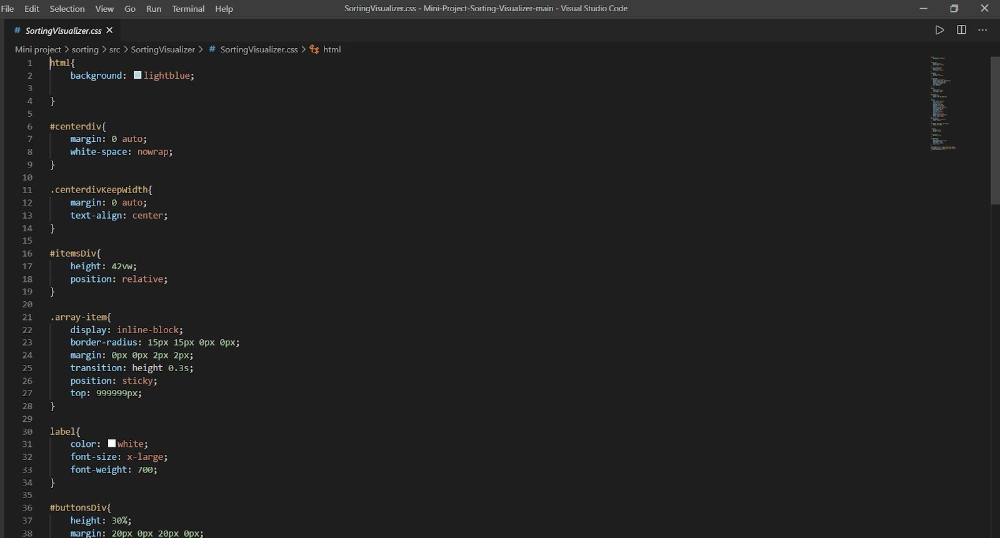 File Edit Selection View Go Run Terminal Help SortingVisualizer.css - Mini-Project-Sorting-Visualizer-main - Visual Studio Code
# SortingVisualizer.css
Mini project > sorting > src > SortingVisualizer > # SortingVisualizer.css > html
1 html{
2 background: lightblue;
3
4 }
5
6 #centerdiv{
7 margin: 0 auto;
8 white-space: nowrap;
9 }
10
11 .centerdivKeepWidth{
12 margin: 0 auto;
13 text-align: center;
14 }
15
16 #itemsDiv{
17 height: 42vw;
18 position: relative;
19 }
20
21 .array-item{
22 display: inline-block;
23 border-radius: 15px 15px 0px 0px;
24 margin: 0px 0px 2px 2px;
25 transition: height 0.3s;
26 position: sticky;
27 top: 999999px;
28 }
29
30 label{
31 color: white;
32 font-size: x-large;
33 font-weight: 700;
34 }
35
36 #buttonsDiv{
37 height: 30%;
38 margin: 20px 0px 20px 0px;